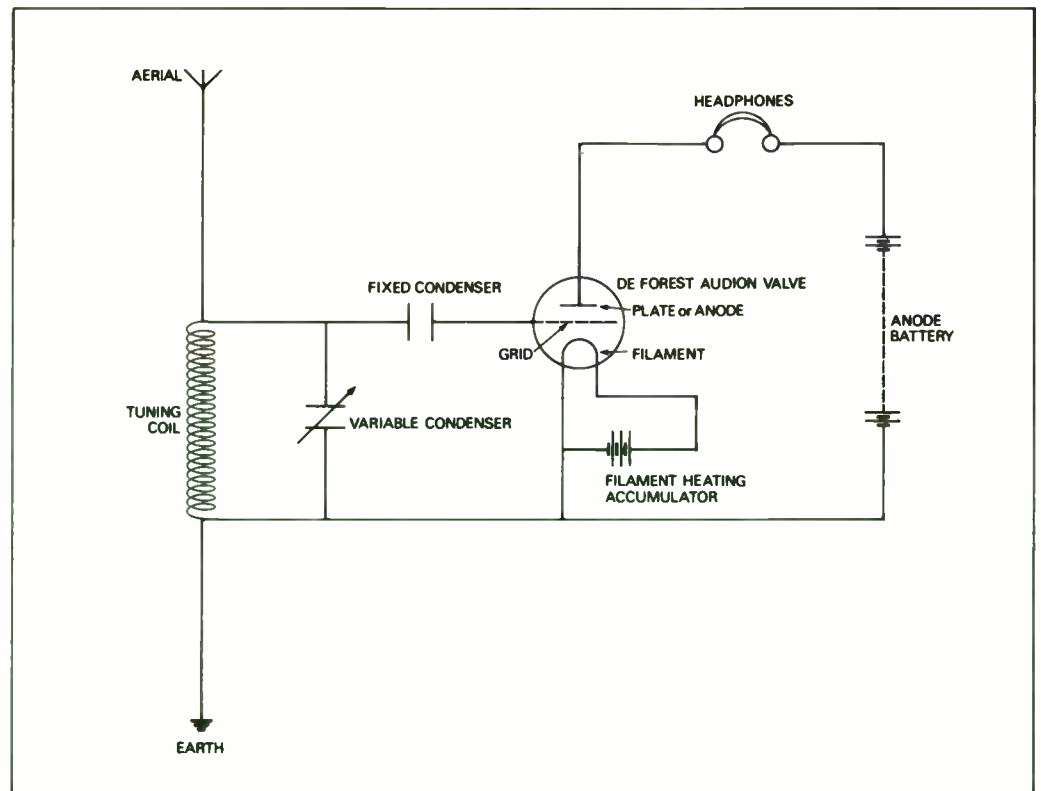 AERIAL
HEADPHONES
FIXED CONDENSER
DE FOREST AUDION VALVE
PLATE or ANODE
GRID
FILAMENT
ANODE
BATTERY
TUNING
COIL
VARIABLE CONDENSER
FILAMENT HEATING
ACCUMULATOR
EARTH